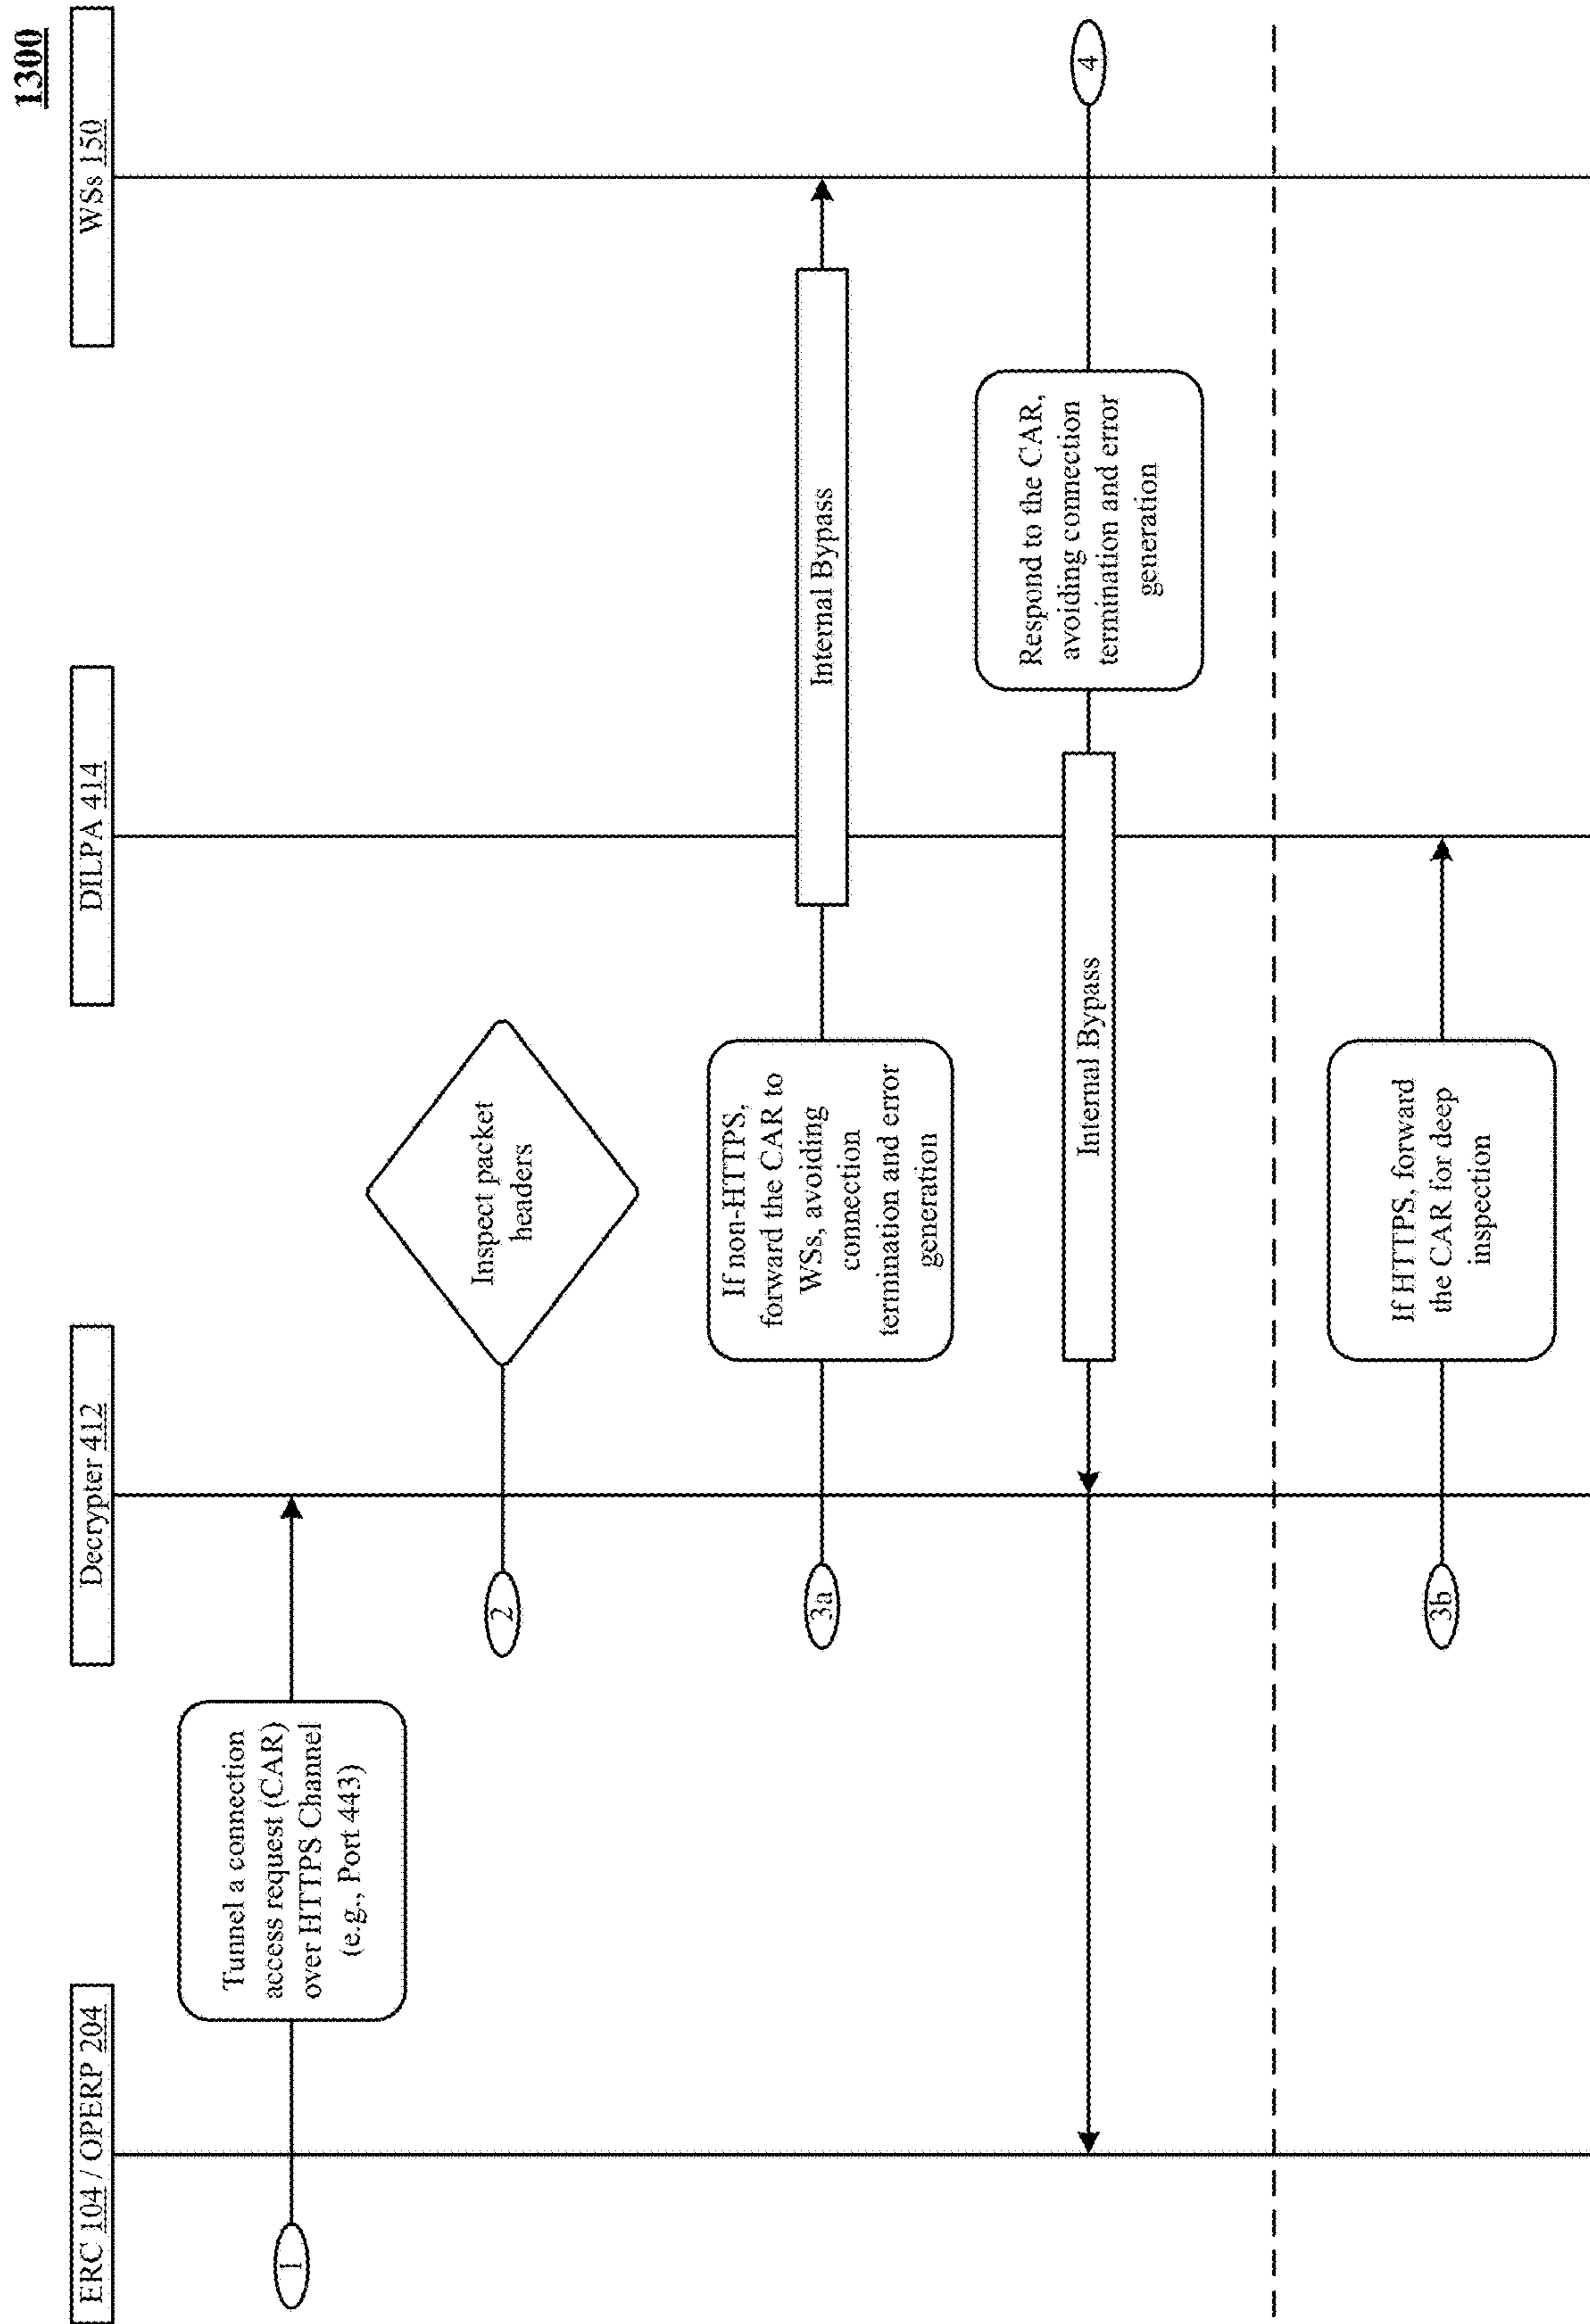 1300
ERC 104 / OPERP 204
Decrypter 412
DILPA 414
WSs 150
1
Tunnel a connection
access request (CAR)
over HTTPS Channel
(e.g., Port 443)
2
Inspect packet
headers
3a
If non-HTTPS,
forward the CAR to
WSs, avoiding
connection
termination and error
generation
Internal Bypass
4
Respond to the CAR,
avoiding connection
termination and error
generation
Internal Bypass
3b
If HTTPS, forward
the CAR for deep
inspection